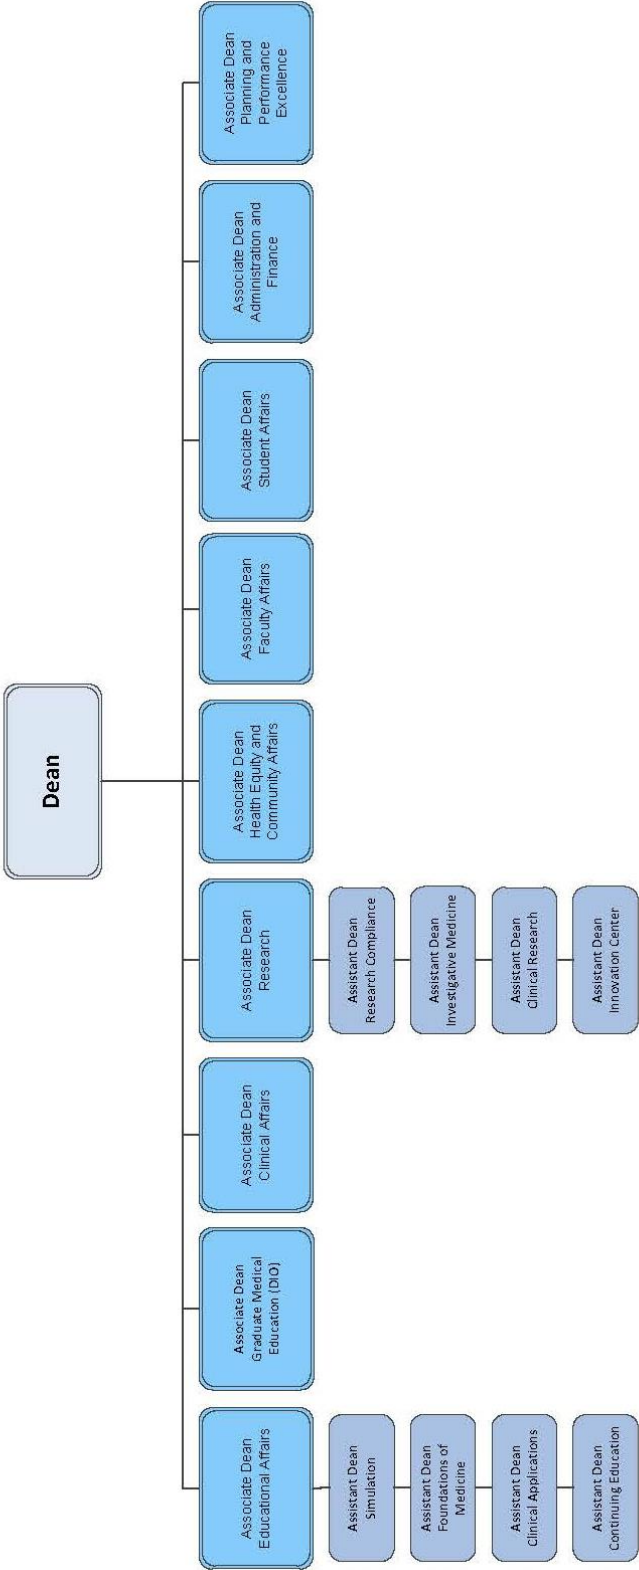 Dean
Associate Dean
Educational Affairs
Associate Dean
Graduate Medical
Education (DIO)
Associate Dean
Clinical Affairs
Associate Dean
Research
Associate Dean
Health Equity and
Community Affairs
Associate Dean
Faculty Affairs
Associate Dean
Student Affairs
Associate Dean
Administration and
Finance
Associate Dean
Planning and
Performance
Excellence
Assistant Dean
Simulation
Assistant Dean
Foundations of
Medicine
Assistant Dean
Clinical Applications
Assistant Dean
Continuing Education
Assistant Dean
Research Compliance
Assistant Dean
Investigative Medicine
Assistant Dean
Clinical Research
Assistant Dean
Innovation Center